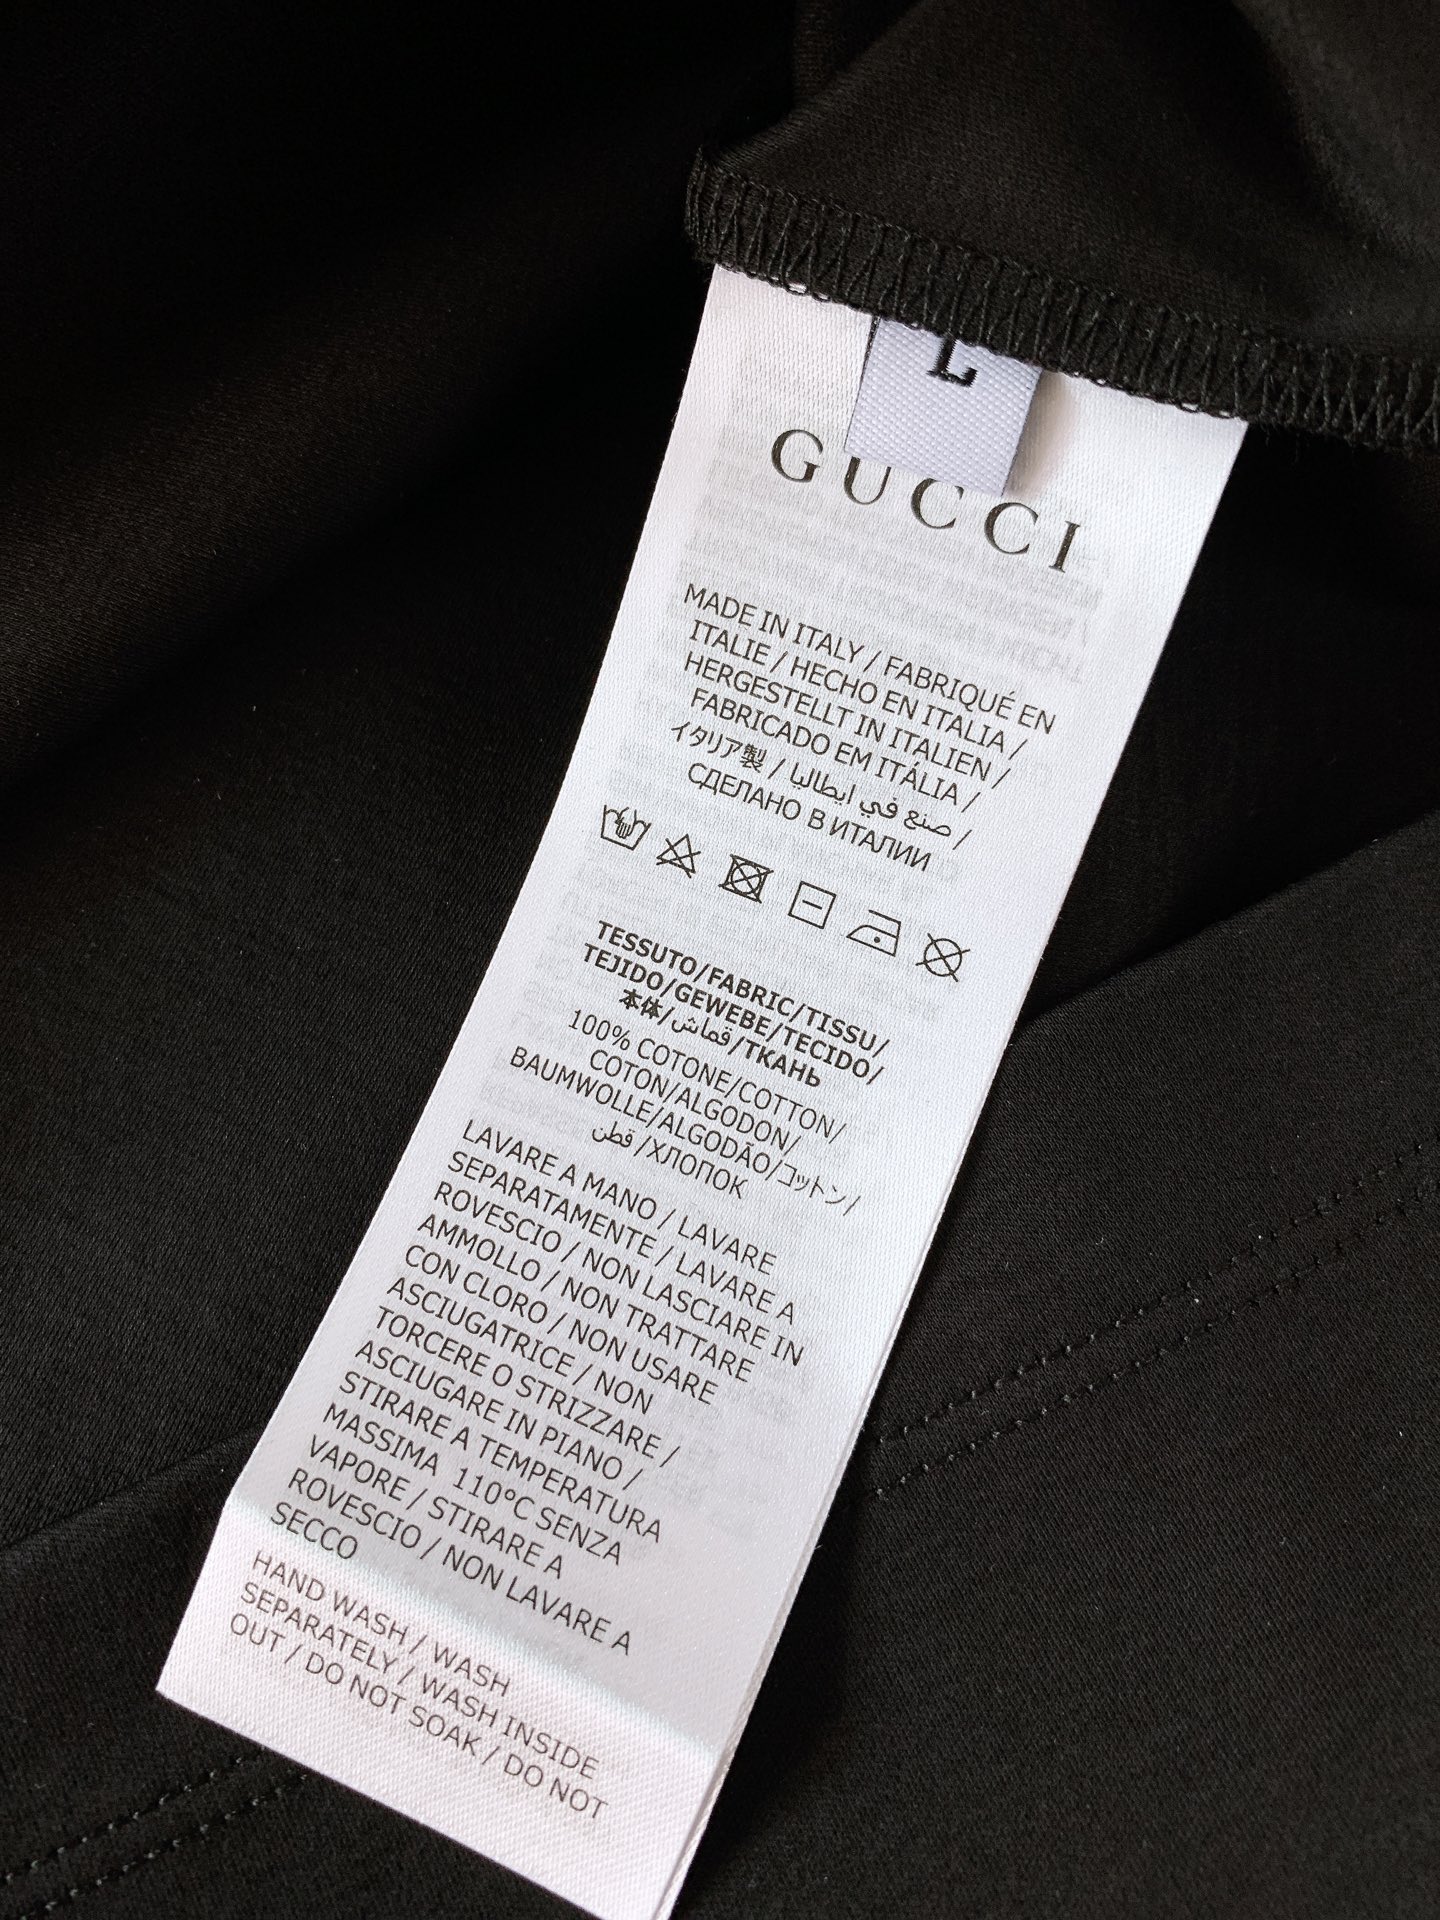 L
GUCCI
MADE IN ITALY / FABRIQUÉ EN
ITALIE / HECHO EN ITALIA /
HERGESTELLT IN ITALIEN /
FABRICADO EM ITÁLIA /
イタリア製 / صنع في ايطاليا /
СДЕЛАНО В ИТАЛИИ
TESSUTO/FABRIC/TISSU/
TEJIDO/GEWEBE/TECIDO/
本体/قماش/ТКАНЬ
100% COTONE/COTTON/
COTON/ALGODON/
BAUMWOLLE/ALGODÃO/コットン/
قطن /ХЛОПОК
LAVARE A MANO / LAVARE
SEPARATAMENTE / LAVARE A
ROVESCIO / NON LASCIARE IN
AMMOLLO / NON TRATTARE
CON CLORO / NON USARE
ASCIUGATRICE / NON
TORCERE O STRIZZARE /
ASCIUGARE IN PIANO /
STIRARE A TEMPERATURA
MASSIMA 110°C SENZA
VAPORE / STIRARE A
ROVESCIO / NON LAVARE A
SECCO
HAND WASH / WASH
SEPARATELY / WASH INSIDE
OUT / DO NOT SOAK / DO NOT